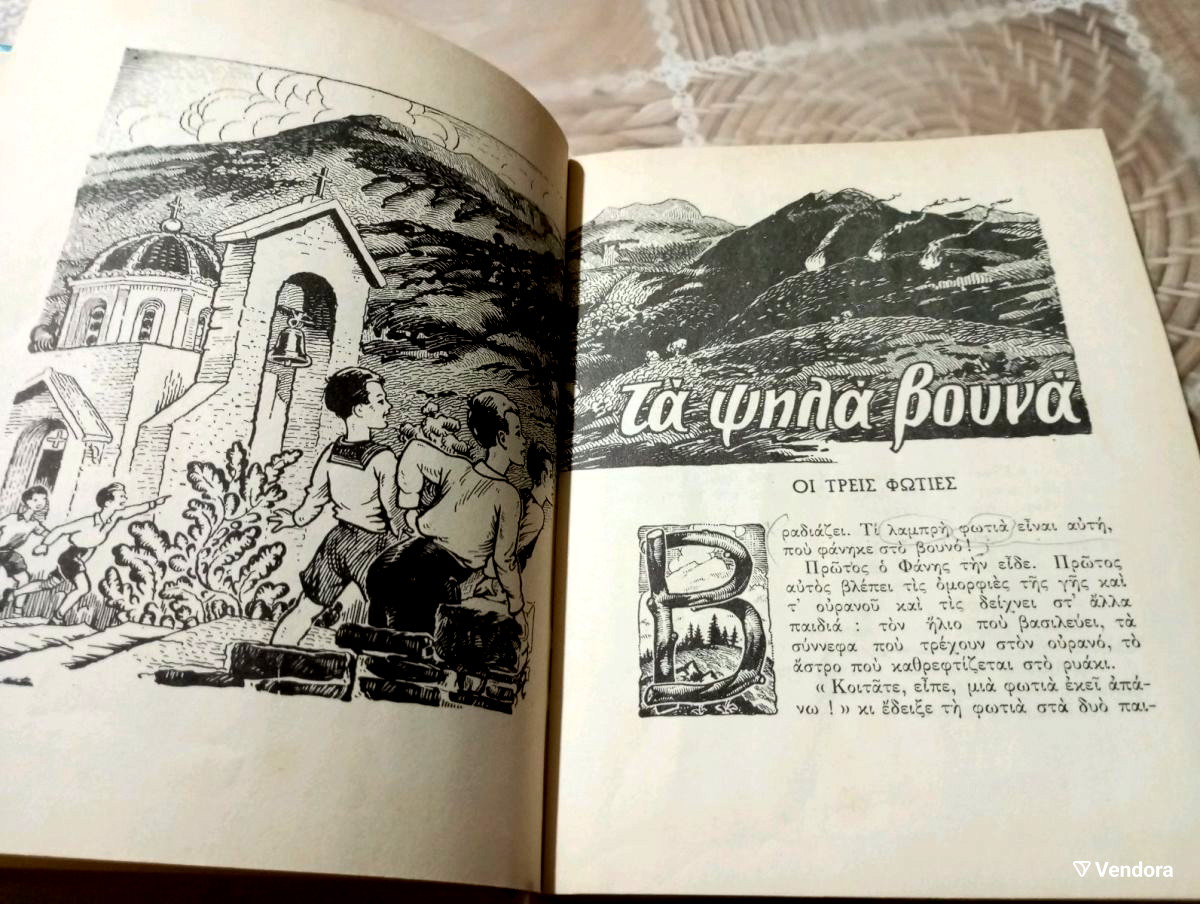 τὰ ψηλὰ βουνὰ
ΟΙ ΤΡΕΙΣ ΦΩΤΙΕΣ
Βραδιάζει. Τί λαμπρὴ φωτιὰ εἶναι αὐτή,
ποὺ φάνηκε στὸ βουνό!
Πρῶτος ὁ Φάνης τὴν εἶδε. Πρῶτος
αὐτὸς βλέπει τὶς ὀμορφιὲς τῆς γῆς καὶ
τ' οὐρανοῦ καὶ τὶς δείχνει στ' ἄλλα
παιδιά : τὸν ἥλιο ποὺ βασιλεύει, τὰ
σύννεφα ποὺ τρέχουν στὸν οὐρανό, τὸ
ἄστρο ποὺ καθρεφτίζεται στὸ ρυάκι.
« Κοιτᾶτε, εἶπε, μιὰ φωτιὰ ἐκεῖ ἀπά-
νω ! » κι ἔδειξε τὴ φωτιὰ στὰ δυὸ παι-
Vendora